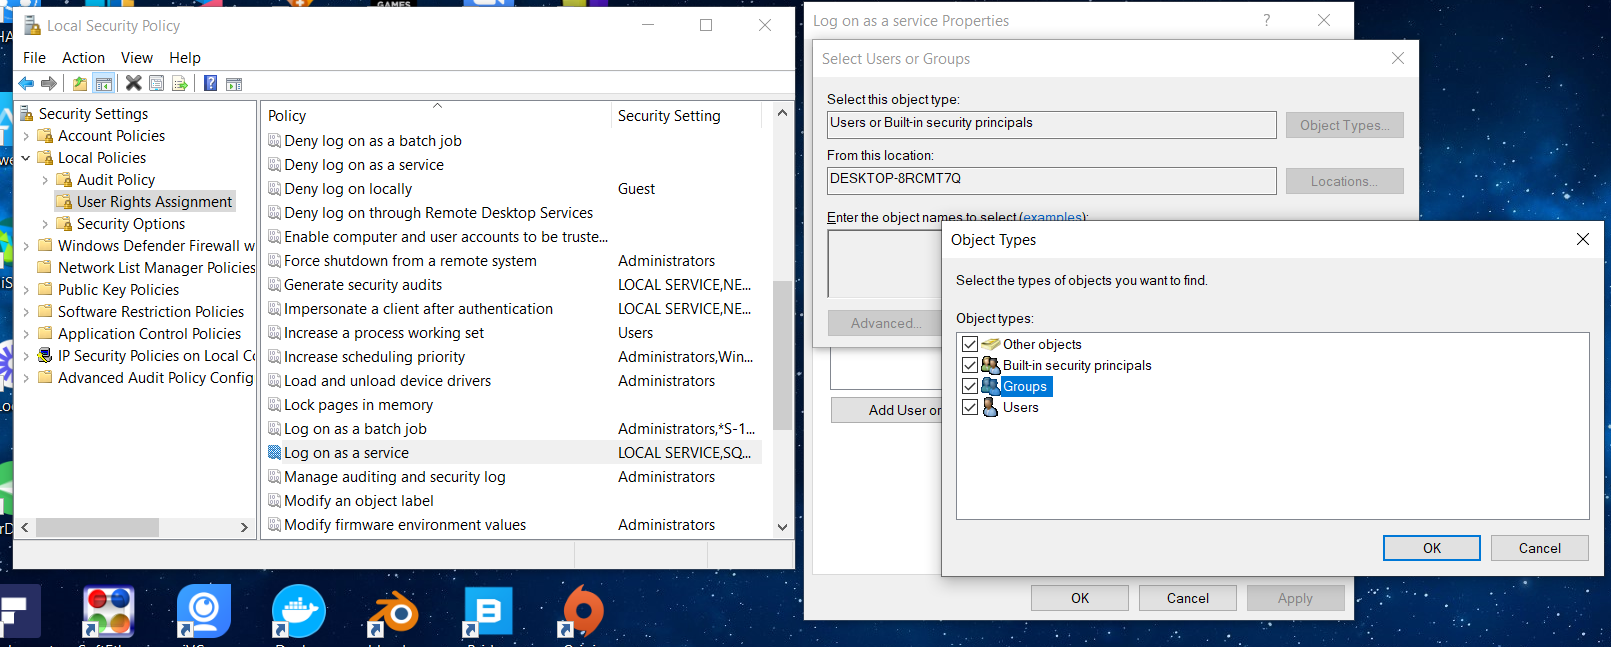 GAMES
Local Security Policy
File Action View Help
Security Settings
Account Policies
Local Policies
Audit Policy
User Rights Assignment
Security Options
Windows Defender Firewall w
Network List Manager Policies
Public Key Policies
Software Restriction Policies
Application Control Policies
IP Security Policies on Local Co
Advanced Audit Policy Config
Policy Security Setting
Deny log on as a batch job
Deny log on as a service
Deny log on locally Guest
Deny log on through Remote Desktop Services
Enable computer and user accounts to be truste...
Force shutdown from a remote system Administrators
Generate security audits LOCAL SERVICE,NE...
Impersonate a client after authentication LOCAL SERVICE,NE...
Increase a process working set Users
Increase scheduling priority Administrators,Win...
Load and unload device drivers Administrators
Lock pages in memory
Log on as a batch job Administrators,*S-1...
Log on as a service LOCAL SERVICE,SQ...
Manage auditing and security log Administrators
Modify an object label
Modify firmware environment values Administrators
Log on as a service Properties
?
Select Users or Groups
Select this object type:
Users or Built-in security principals
Object Types...
From this location:
DESKTOP-8RCMT7Q
Locations...
Enter the object names to select (examples):
Advanced...
Add User or
OK Cancel Apply
Object Types
Select the types of objects you want to find.
Object types:
Other objects
Built-in security principals
Groups
Users
OK Cancel